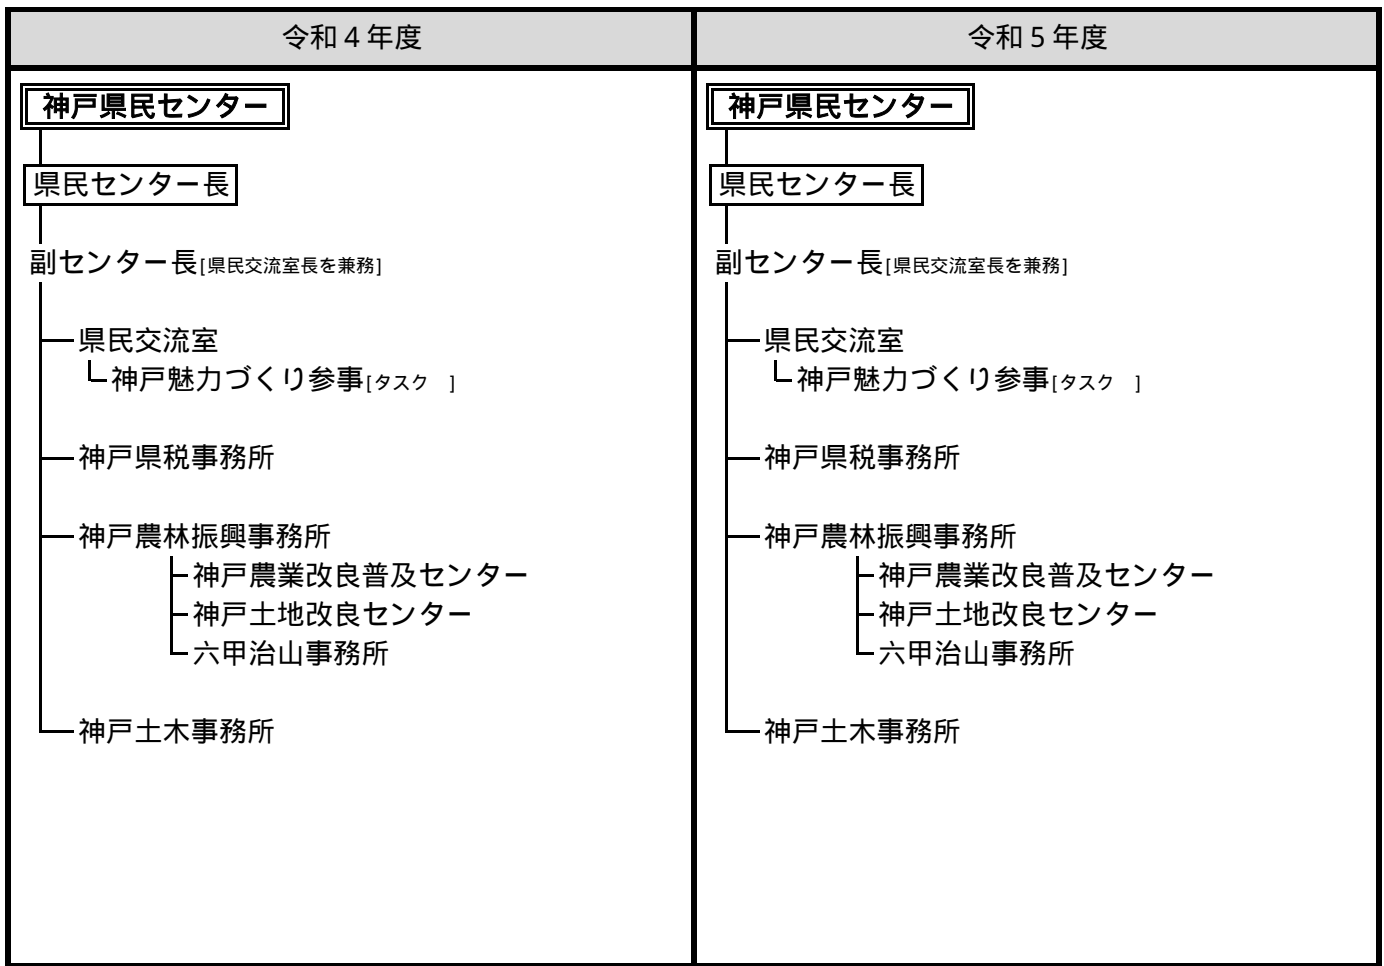 令和４年度
神戸県民センター
県民センター長
副センター長[県民交流室長を兼務]
県民交流室
神戸魅力づくり参事[タスク　]
神戸県税事務所
神戸農林振興事務所
神戸農業改良普及センター
神戸土地改良センター
六甲治山事務所
神戸土木事務所
令和５年度
神戸県民センター
県民センター長
副センター長[県民交流室長を兼務]
県民交流室
神戸魅力づくり参事[タスク　]
神戸県税事務所
神戸農林振興事務所
神戸農業改良普及センター
神戸土地改良センター
六甲治山事務所
神戸土木事務所